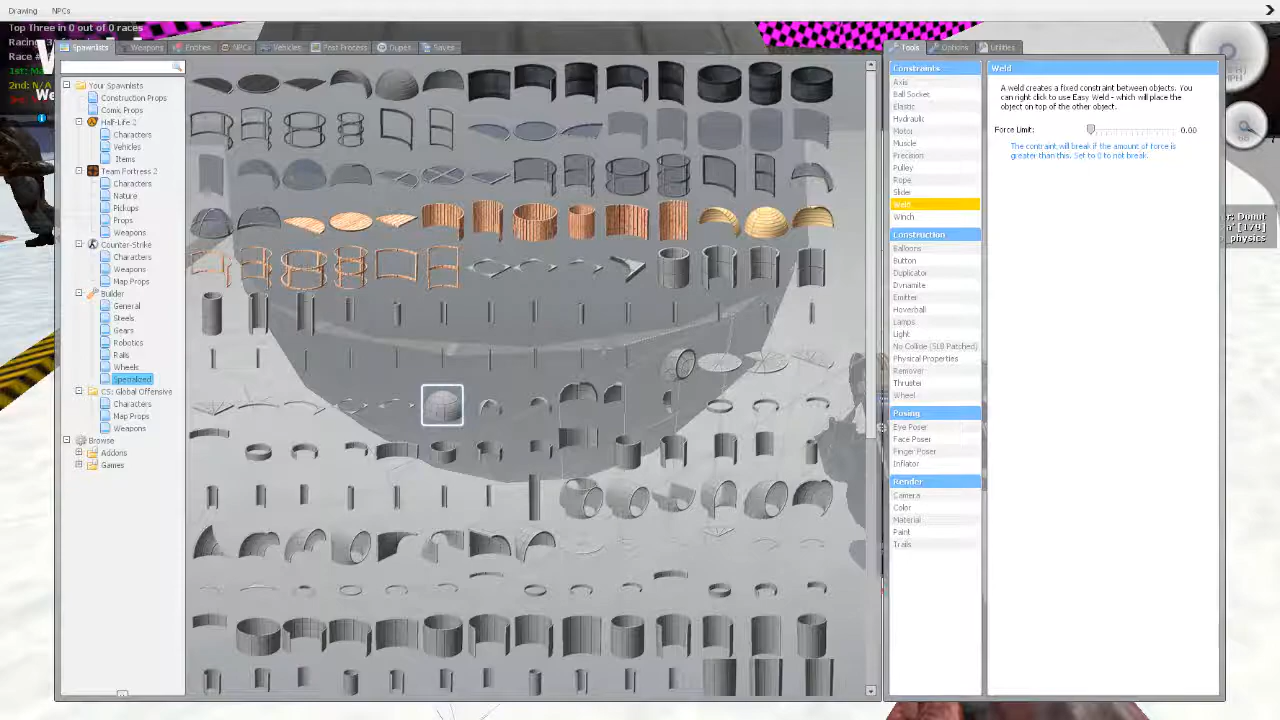 Drawing NPCs
Top Three in 0 out of 0 races
Spawnlists Weapons Entities NPCs Vehicles Post Process Dupes Saves
Your Spawnlists
Construction Props
Comic Props
Half-Life 2
Characters
Vehicles
Items
Team Fortress 2
Characters
Nature
Pickups
Props
Weapons
Counter-Strike
Characters
Weapons
Map Props
Builder
General
Steels
Gears
Robotics
Rails
Wheels
Specialized
CS: Global Offensive
Characters
Map Props
Weapons
Browse
Addons
Games
Tools Options Utilities
Constraints
Axis
Ball Socket
Elastic
Hydraulic
Motor
Muscle
Precision
Pulley
Rope
Slider
Weld
Winch
Construction
Balloons
Button
Duplicator
Dynamite
Emitter
Hoverball
Lamps
Light
No Collide (SLB Patched)
Physical Properties
Remover
Thruster
Wheel
Posing
Eye Poser
Face Poser
Finger Poser
Inflator
Render
Camera
Color
Material
Paint
Trails
Weld
A weld creates a fixed constraint between objects. You
can right click to use Easy Weld - which will place the
object on top of the other object.
Force Limit: 0.00
The contraint will break if the amount of force is
greater than this. Set to 0 to not break.
er: Donut
[179]
physics